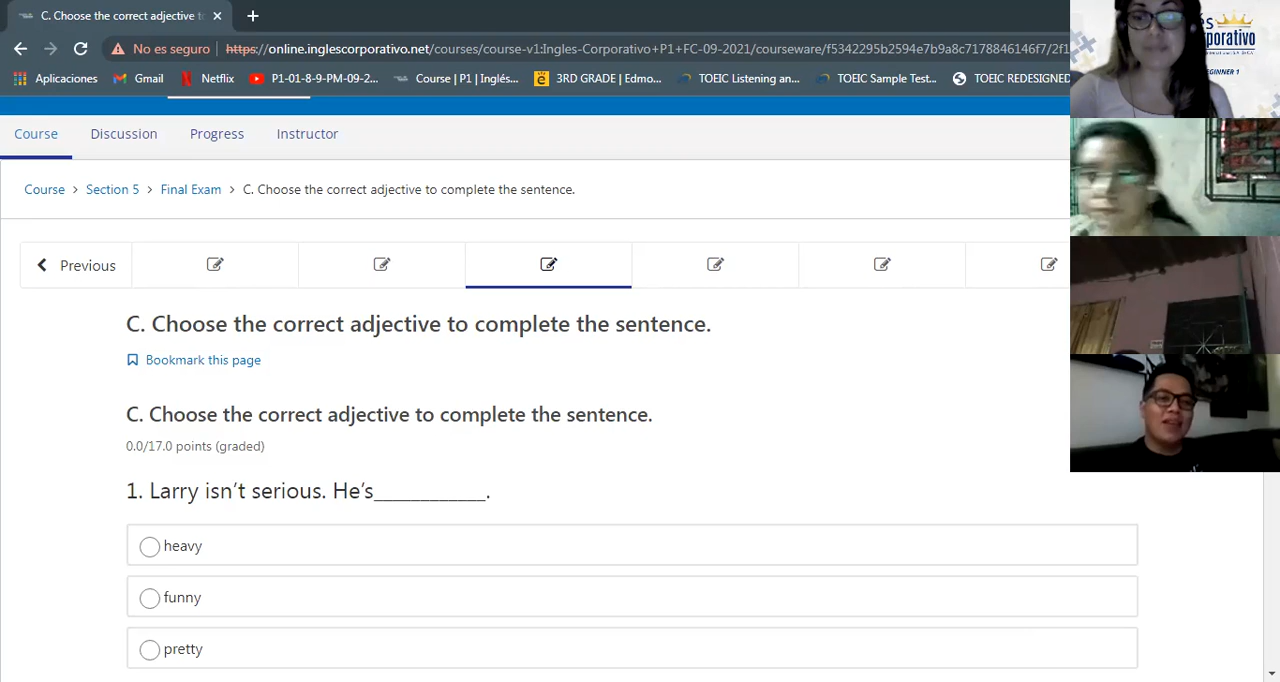 C. Choose the correct adjective to
No es seguro
https://online.inglescorporativo.net/courses/course-v1:Ingles-Corporativo+P1+FC-09-2021/courseware/f5342295b2594e7b9a8c7178846146f7/2f1
Aplicaciones
Gmail
Netflix
P1-01-8-9-PM-09-2...
Course | P1 | Inglés...
3RD GRADE | Edmo...
TOEIC Listening an...
TOEIC Sample Test...
TOEIC REDESIGNED
Course
Discussion
Progress
Instructor
Course > Section 5 > Final Exam > C. Choose the correct adjective to complete the sentence.
Previous
C. Choose the correct adjective to complete the sentence.
Bookmark this page
C. Choose the correct adjective to complete the sentence.
0.0/17.0 points (graded)
1. Larry isn't serious. He's____________.
heavy
funny
pretty